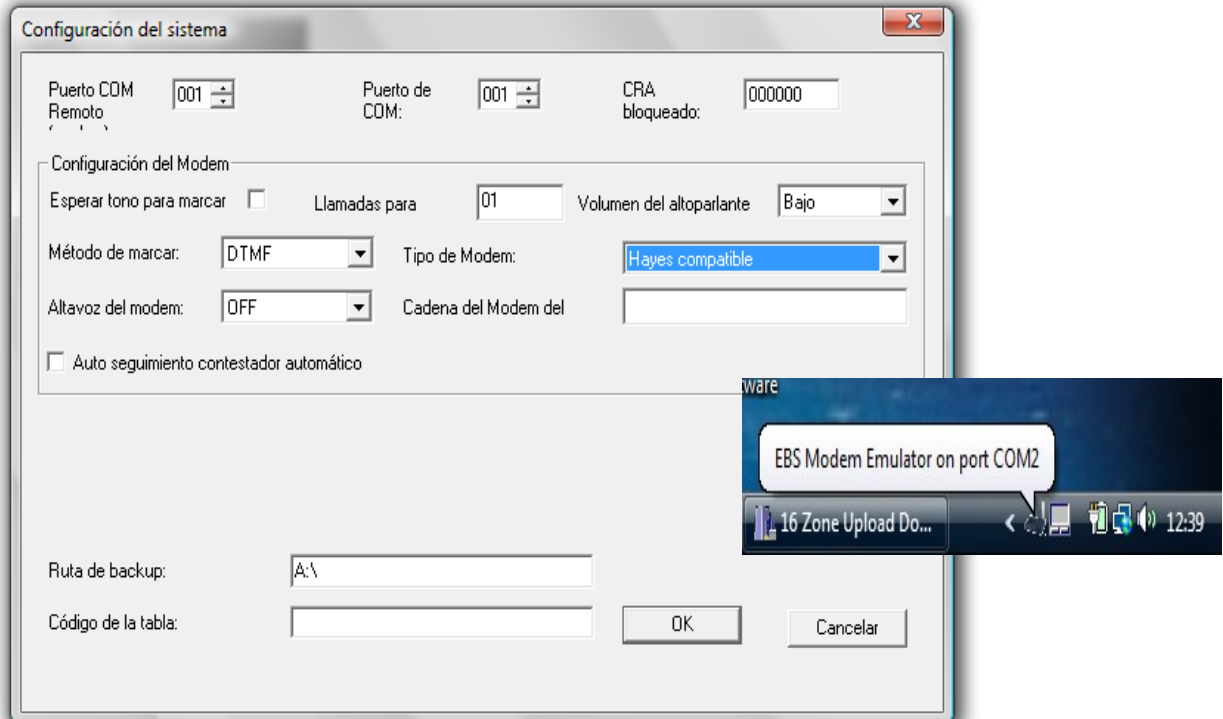 Configuración del sistema
Puerto COM
Remoto
001
Puerto de
COM:
001
CRA
bloqueado:
000000
Configuración del Modem
Esperar tono para marcar
Llamadas para
01
Volumen del altoparlante
Bajo
Método de marcar:
DTMF
Tipo de Modem:
Hayes compatible
Altavoz del modem:
OFF
Cadena del Modem del
Auto seguimiento contestador automático
tware
EBS Modem Emulator on port COM2
16 Zone Upload Do...
12:39
Ruta de backup:
A:\
Código de la tabla:
OK
Cancelar